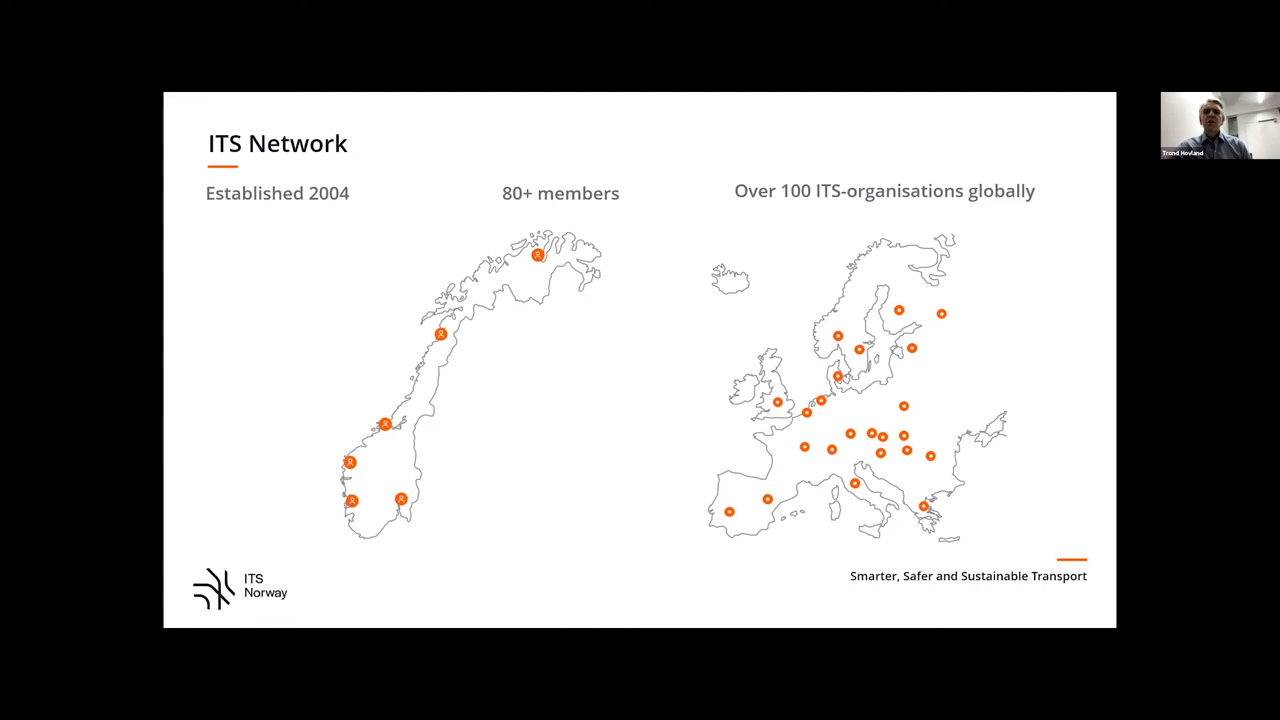 ITS Network
Established 2004
80+ members
Over 100 ITS-organisations globally
Trond Hovland
ITS
Norway
Smarter, Safer and Sustainable Transport